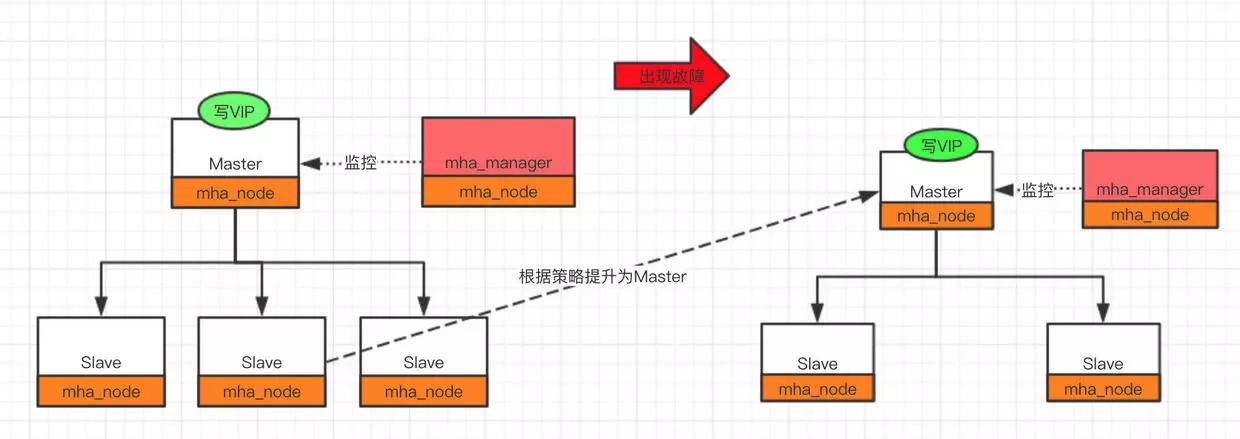 出现故障
写VIP
Master
mha_node
监控
mha_manager
mha_node
Slave
mha_node
Slave
mha_node
Slave
mha_node
根据策略提升为Master
写VIP
Master
mha_node
监控
mha_manager
mha_node
Slave
mha_node
Slave
mha_node